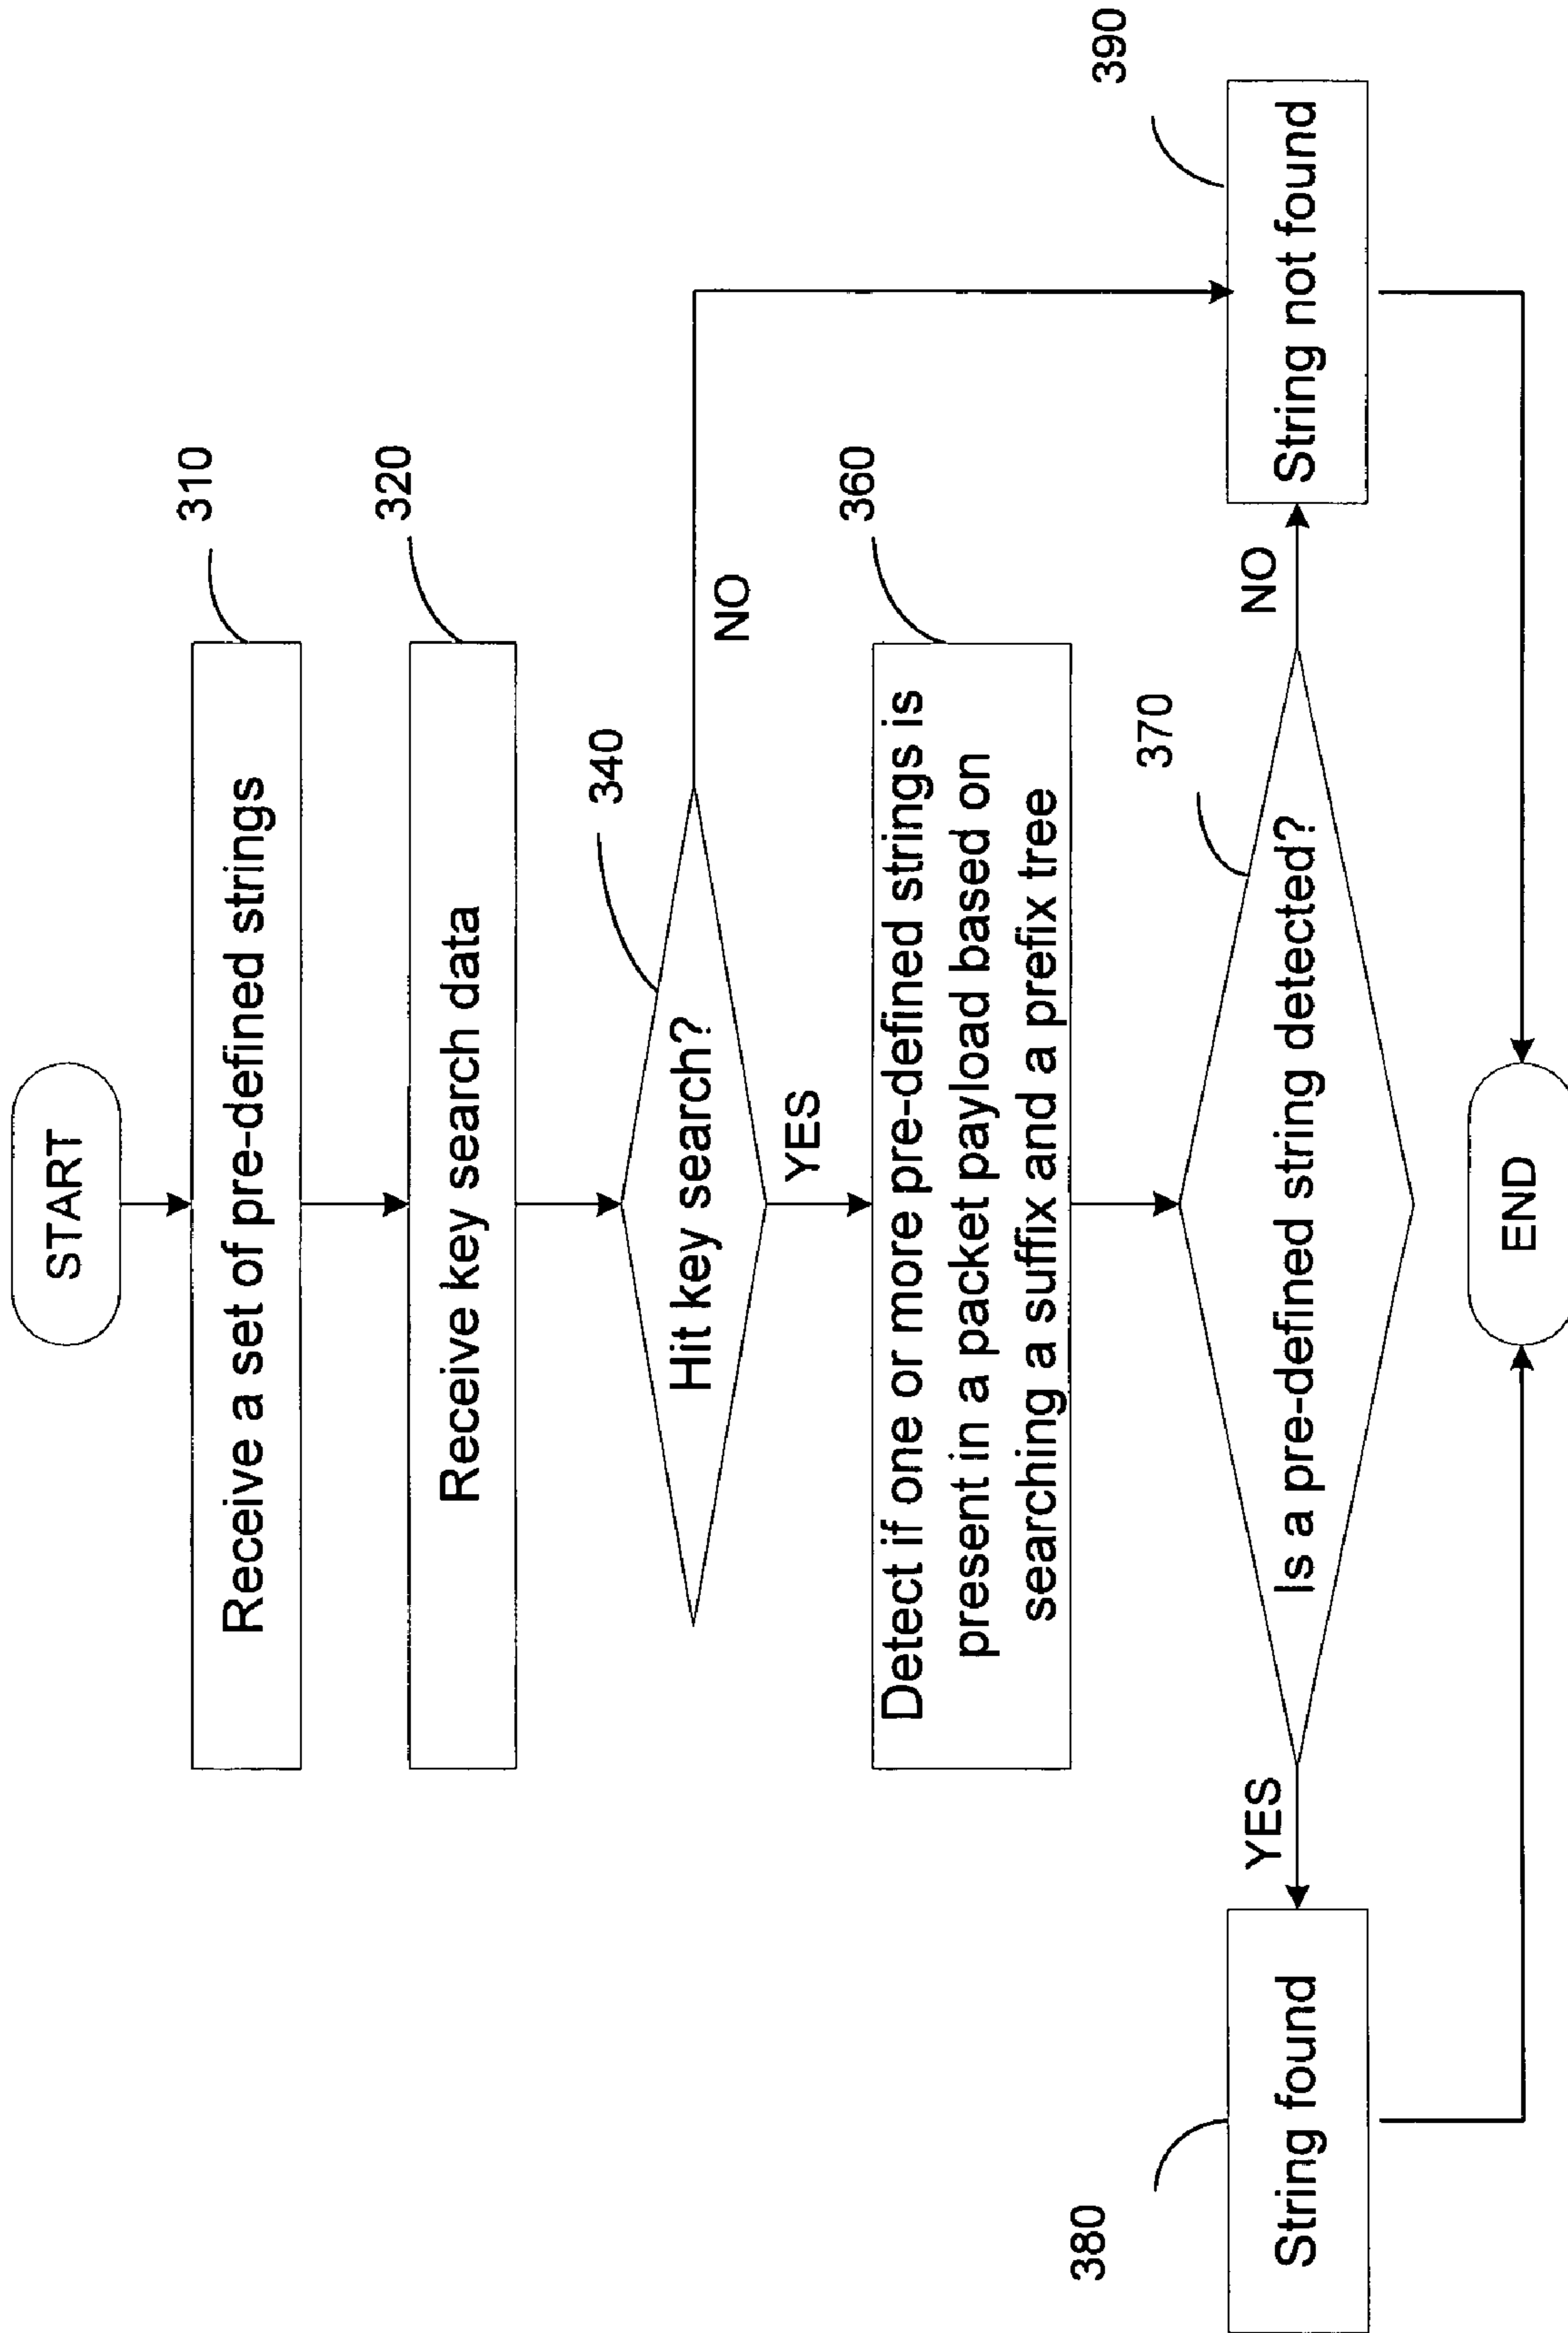 START
310
Receive a set of pre-defined strings
320
Receive key search data
340
Hit key search?
NO
YES
360
Detect if one or more pre-defined strings is
present in a packet payload based on
searching a suffix and a prefix tree
370
Is a pre-defined string detected?
YES
NO
380
String found
390
String not found
END